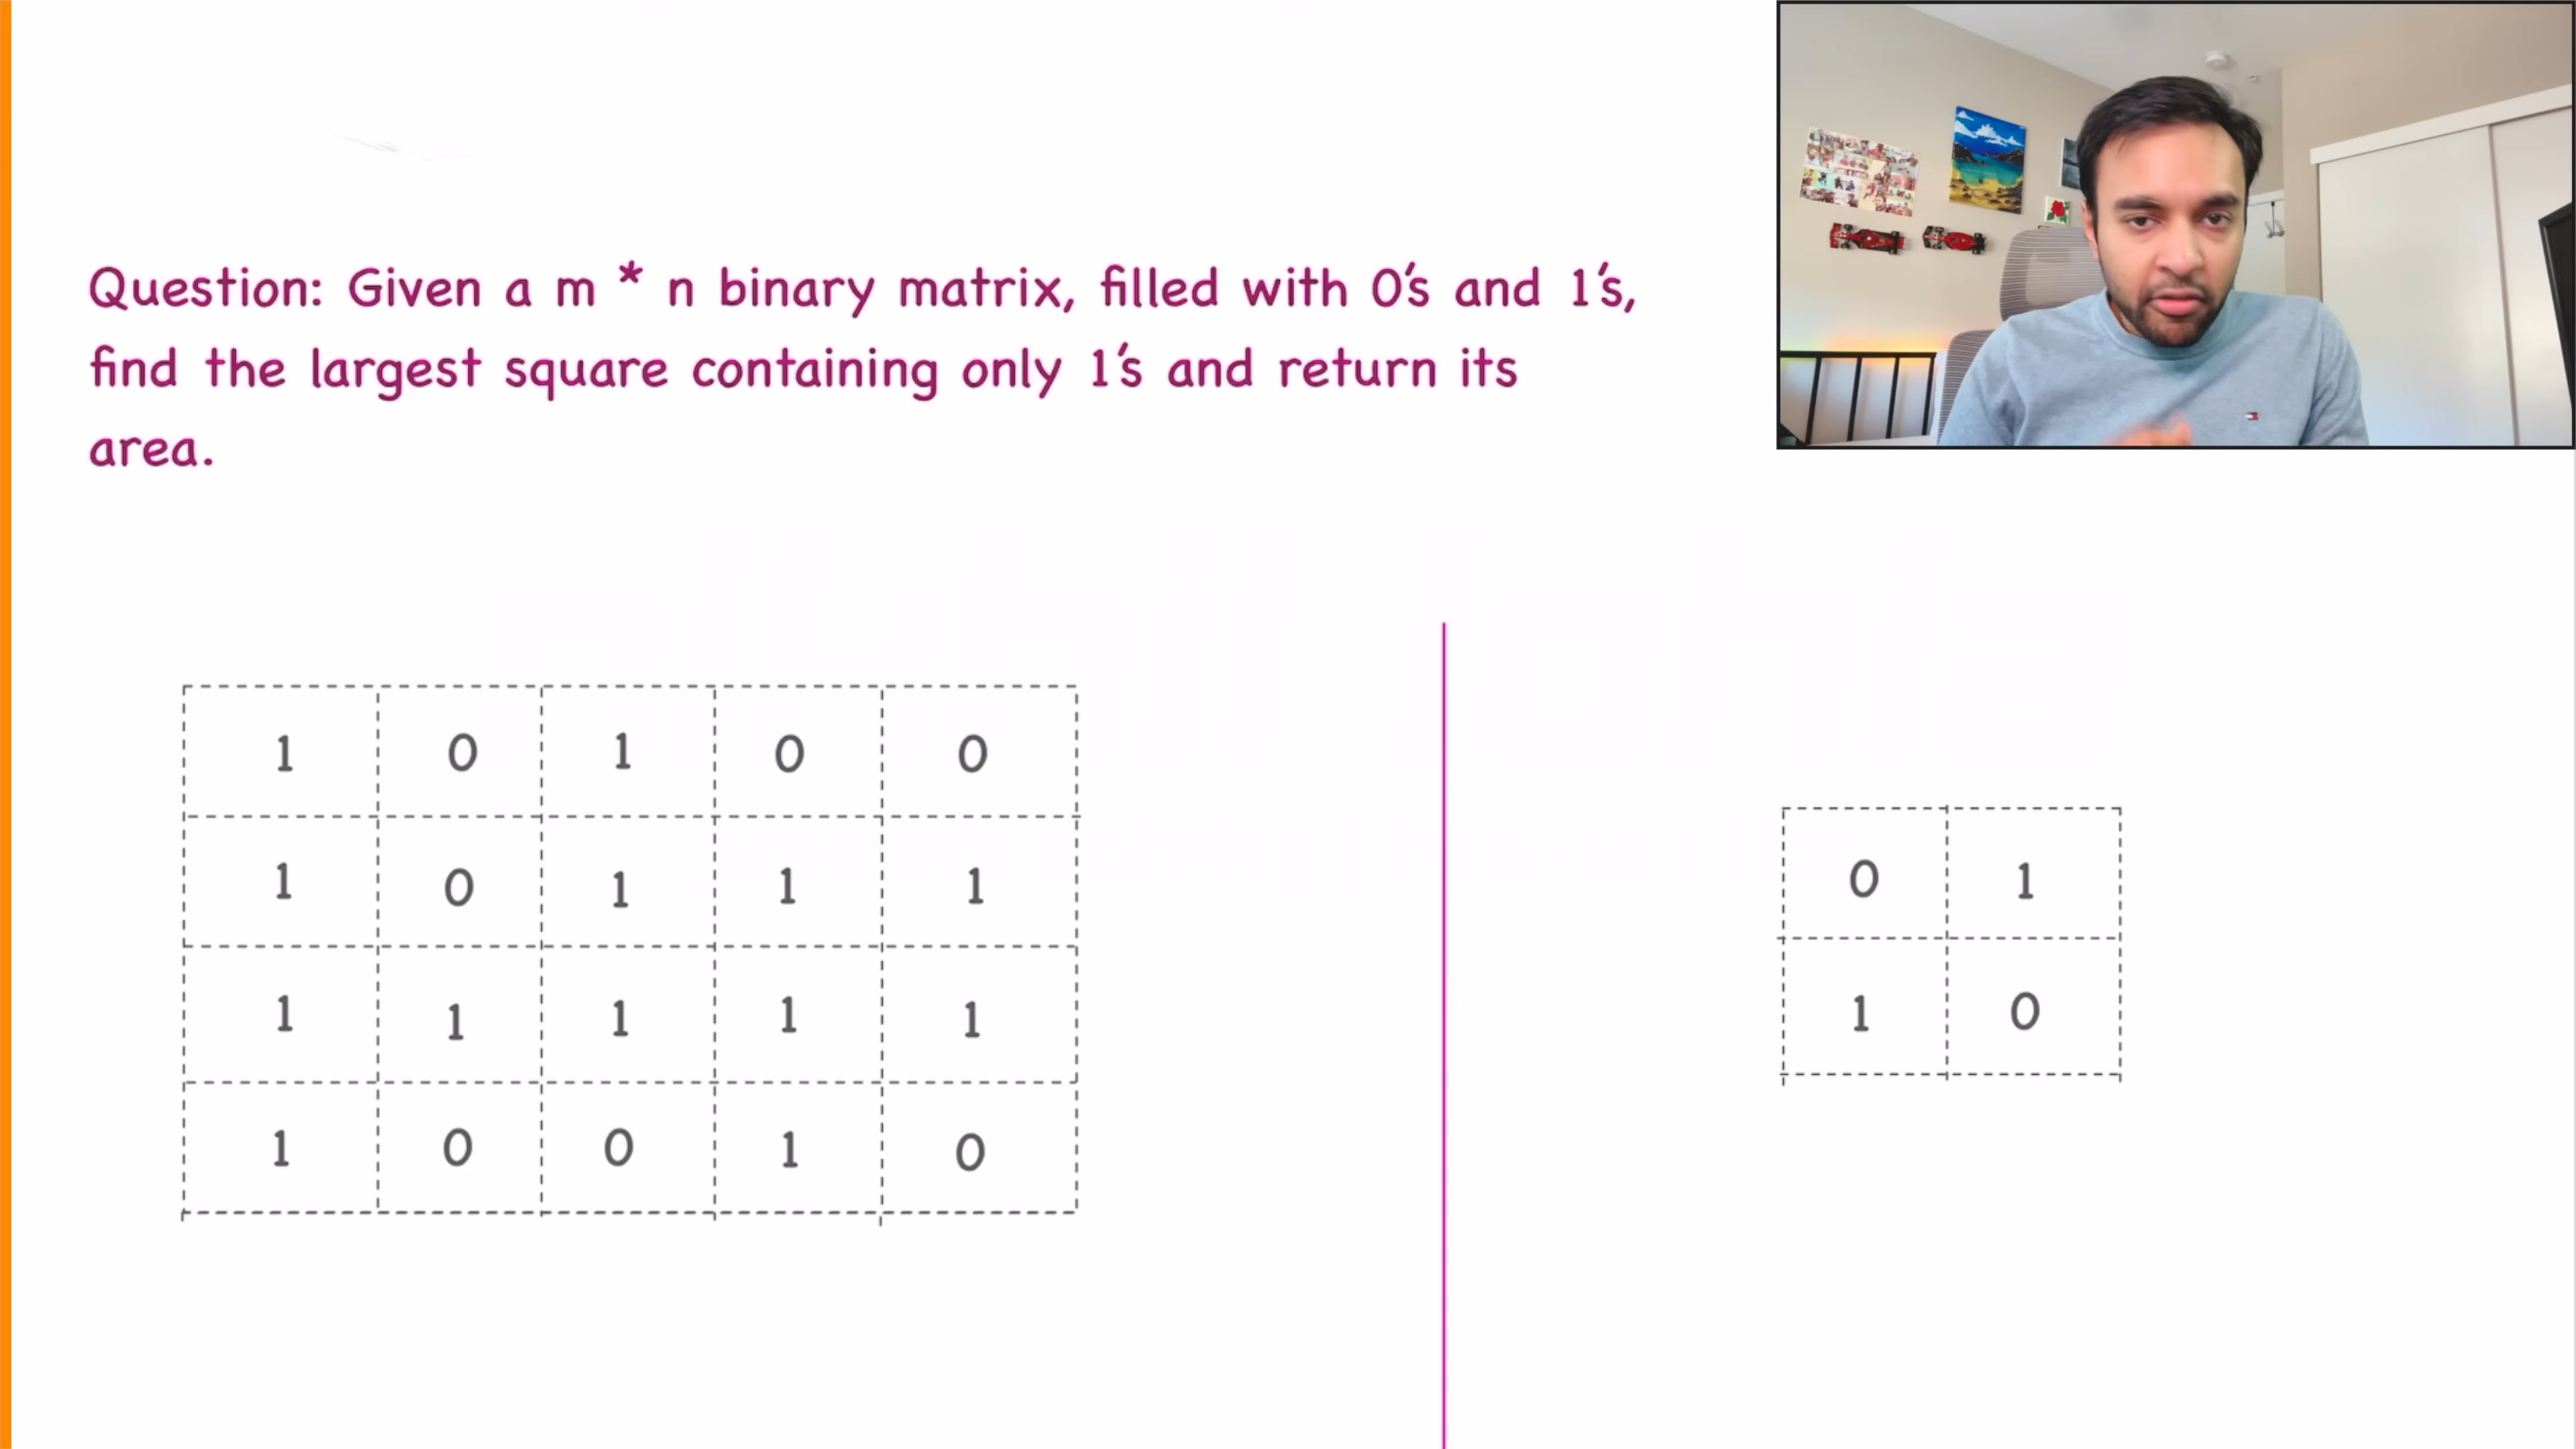 Question: Given a m * n binary matrix, filled with 0's and 1's,
find the largest square containing only 1's and return its
area.
1 0 1 0 0
1 0 1 1 1
1 1 1 1 1
1 0 0 1 0
0 1
1 0